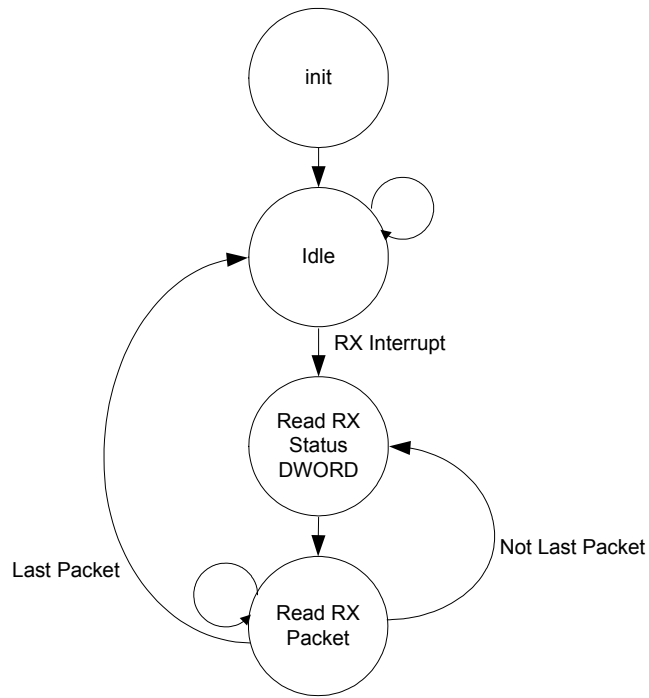 init
Idle
RX Interrupt
Read RX
Status
DWORD
Not Last Packet
Last Packet
Read RX
Packet